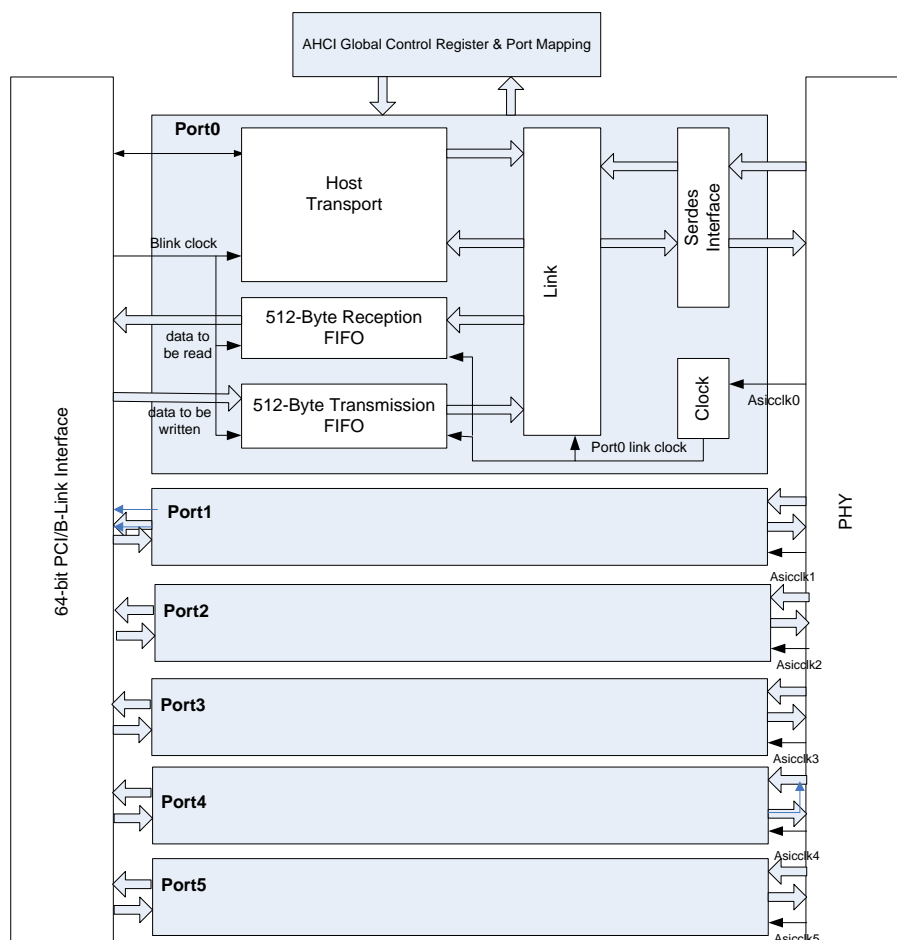 AHCI Global Control Register & Port Mapping
Port0
Host
Transport
Blink clock
512-Byte Reception
FIFO
data to
be read
512-Byte Transmission
FIFO
data to be
written
Link
Serdes
Interface
Clock
Asicclk0
Port0 link clock
64-bit PCI/B-Link Interface
PHY
Port1
Asicclk1
Port2
Asicclk2
Port3
Asicclk3
Port4
Asicclk4
Port5
Asicclk5